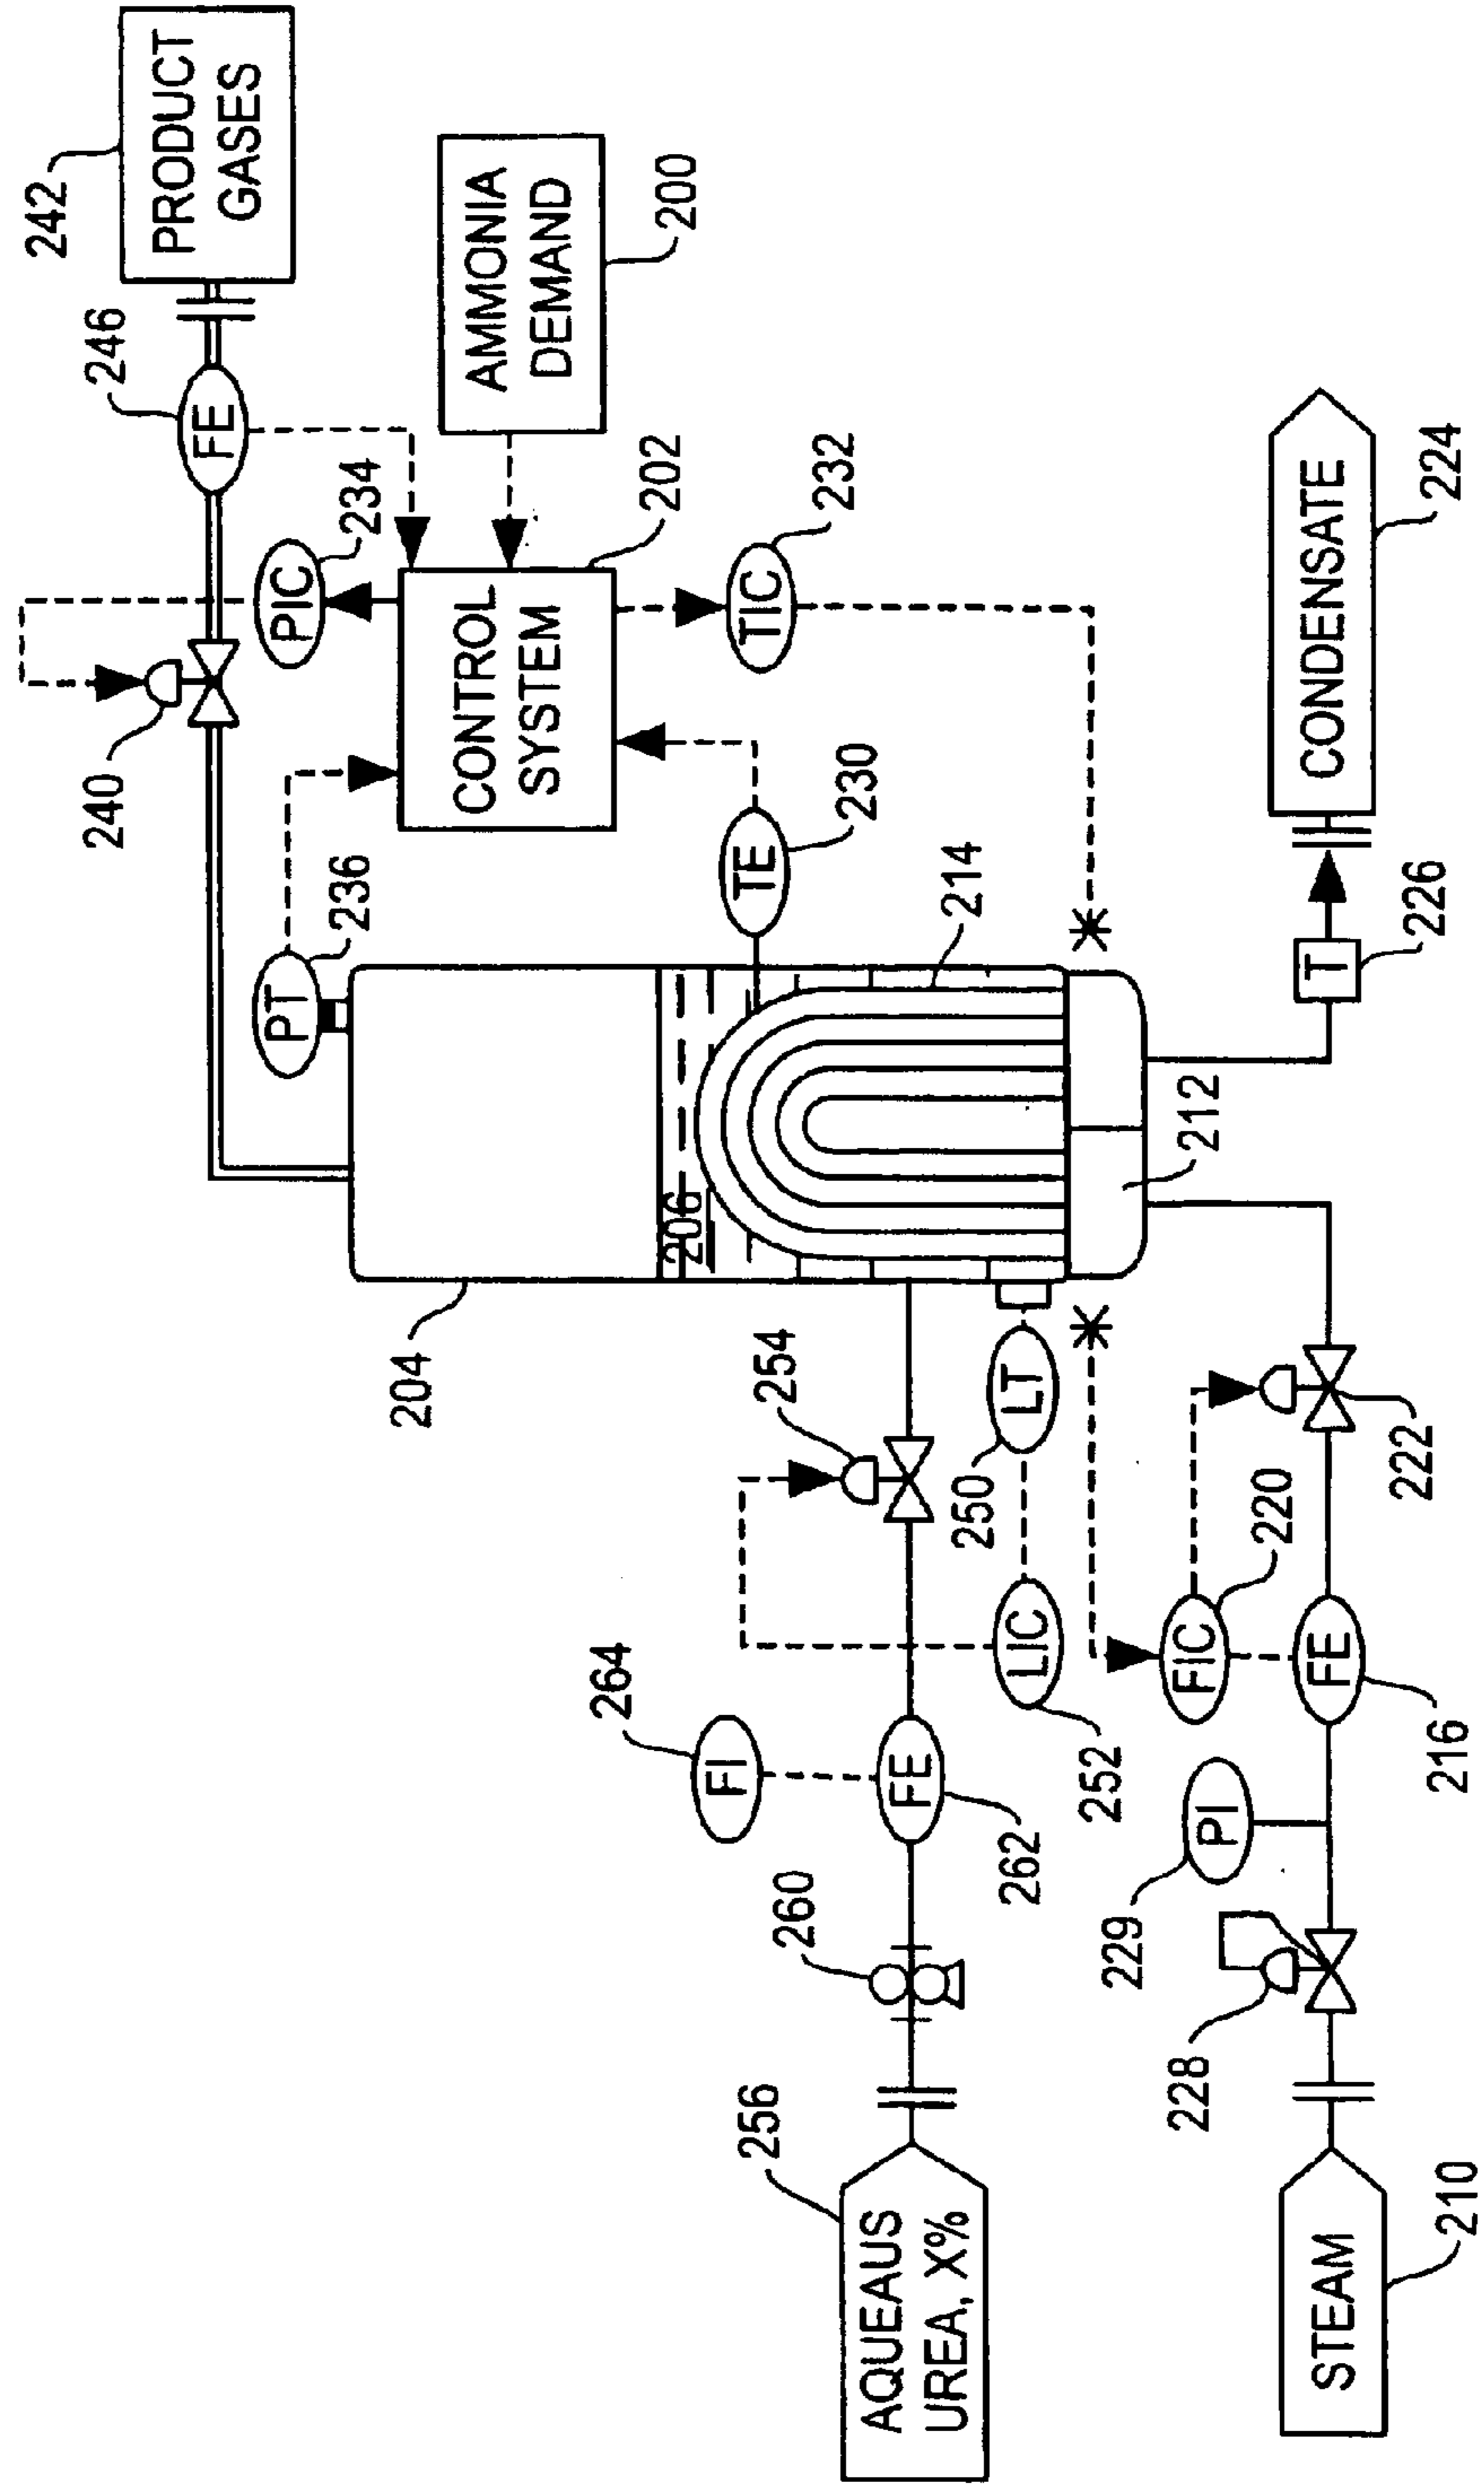 242
PRODUCT
GASES
246
FE
AMMONIA
DEMAND
200
240
234
PIC
202
CONTROL
SYSTEM
232
TIC
236
PT
230
TE
214
206
204
212
CONDENSATE
224
226
T
254
250
LT
264
FI
LIC
252
220
FIC
222
FE
216
260
FE
262
229
PI
228
256
AQUEAUS
UREA, X%
STEAM
210